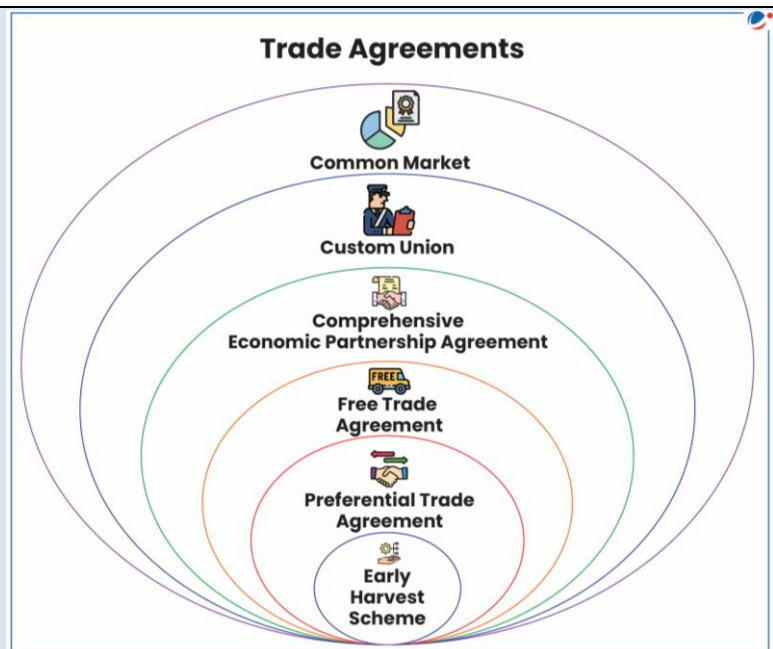 Trade Agreements
Common Market
Custom Union
Comprehensive
Economic Partnership Agreement
FREE
Free Trade
Agreement
Preferential Trade
Agreement
Early
Harvest
Scheme